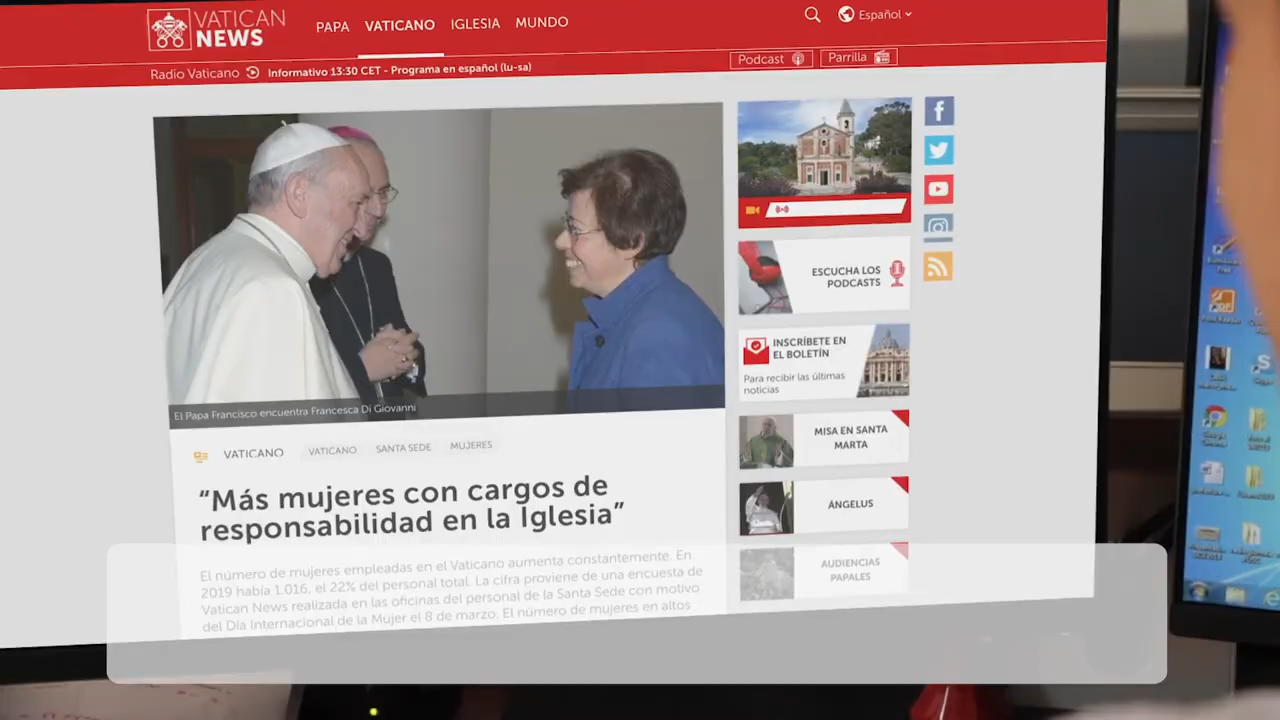 VATICAN
NEWS
PAPA
VATICANO
IGLESIA
MUNDO
Español
Radio Vaticano
Informativo 13:30 CET - Programa en español (lu-sa)
Podcast
Parrilla
El Papa Francisco encuentra Francesca Di Giovanni
VATICANO
VATICANO
SANTA SEDE
MUJERES
“Más mujeres con cargos de
responsabilidad en la Iglesia”
El número de mujeres empleadas en el Vaticano aumenta constantemente. En
2019 había 1.016, el 22% del personal total. La cifra proviene de una encuesta de
Vatican News realizada en las oficinas del personal de la Santa Sede con motivo
del Día Internacional de la Mujer el 8 de marzo. El número de mujeres en altos
ESCUCHA LOS
PODCASTS
INSCRÍBETE EN
EL BOLETÍN
Para recibir las últimas
noticias
MISA EN SANTA
MARTA
ÁNGELUS
AUDIENCIAS
PAPALES
Google
Chrome